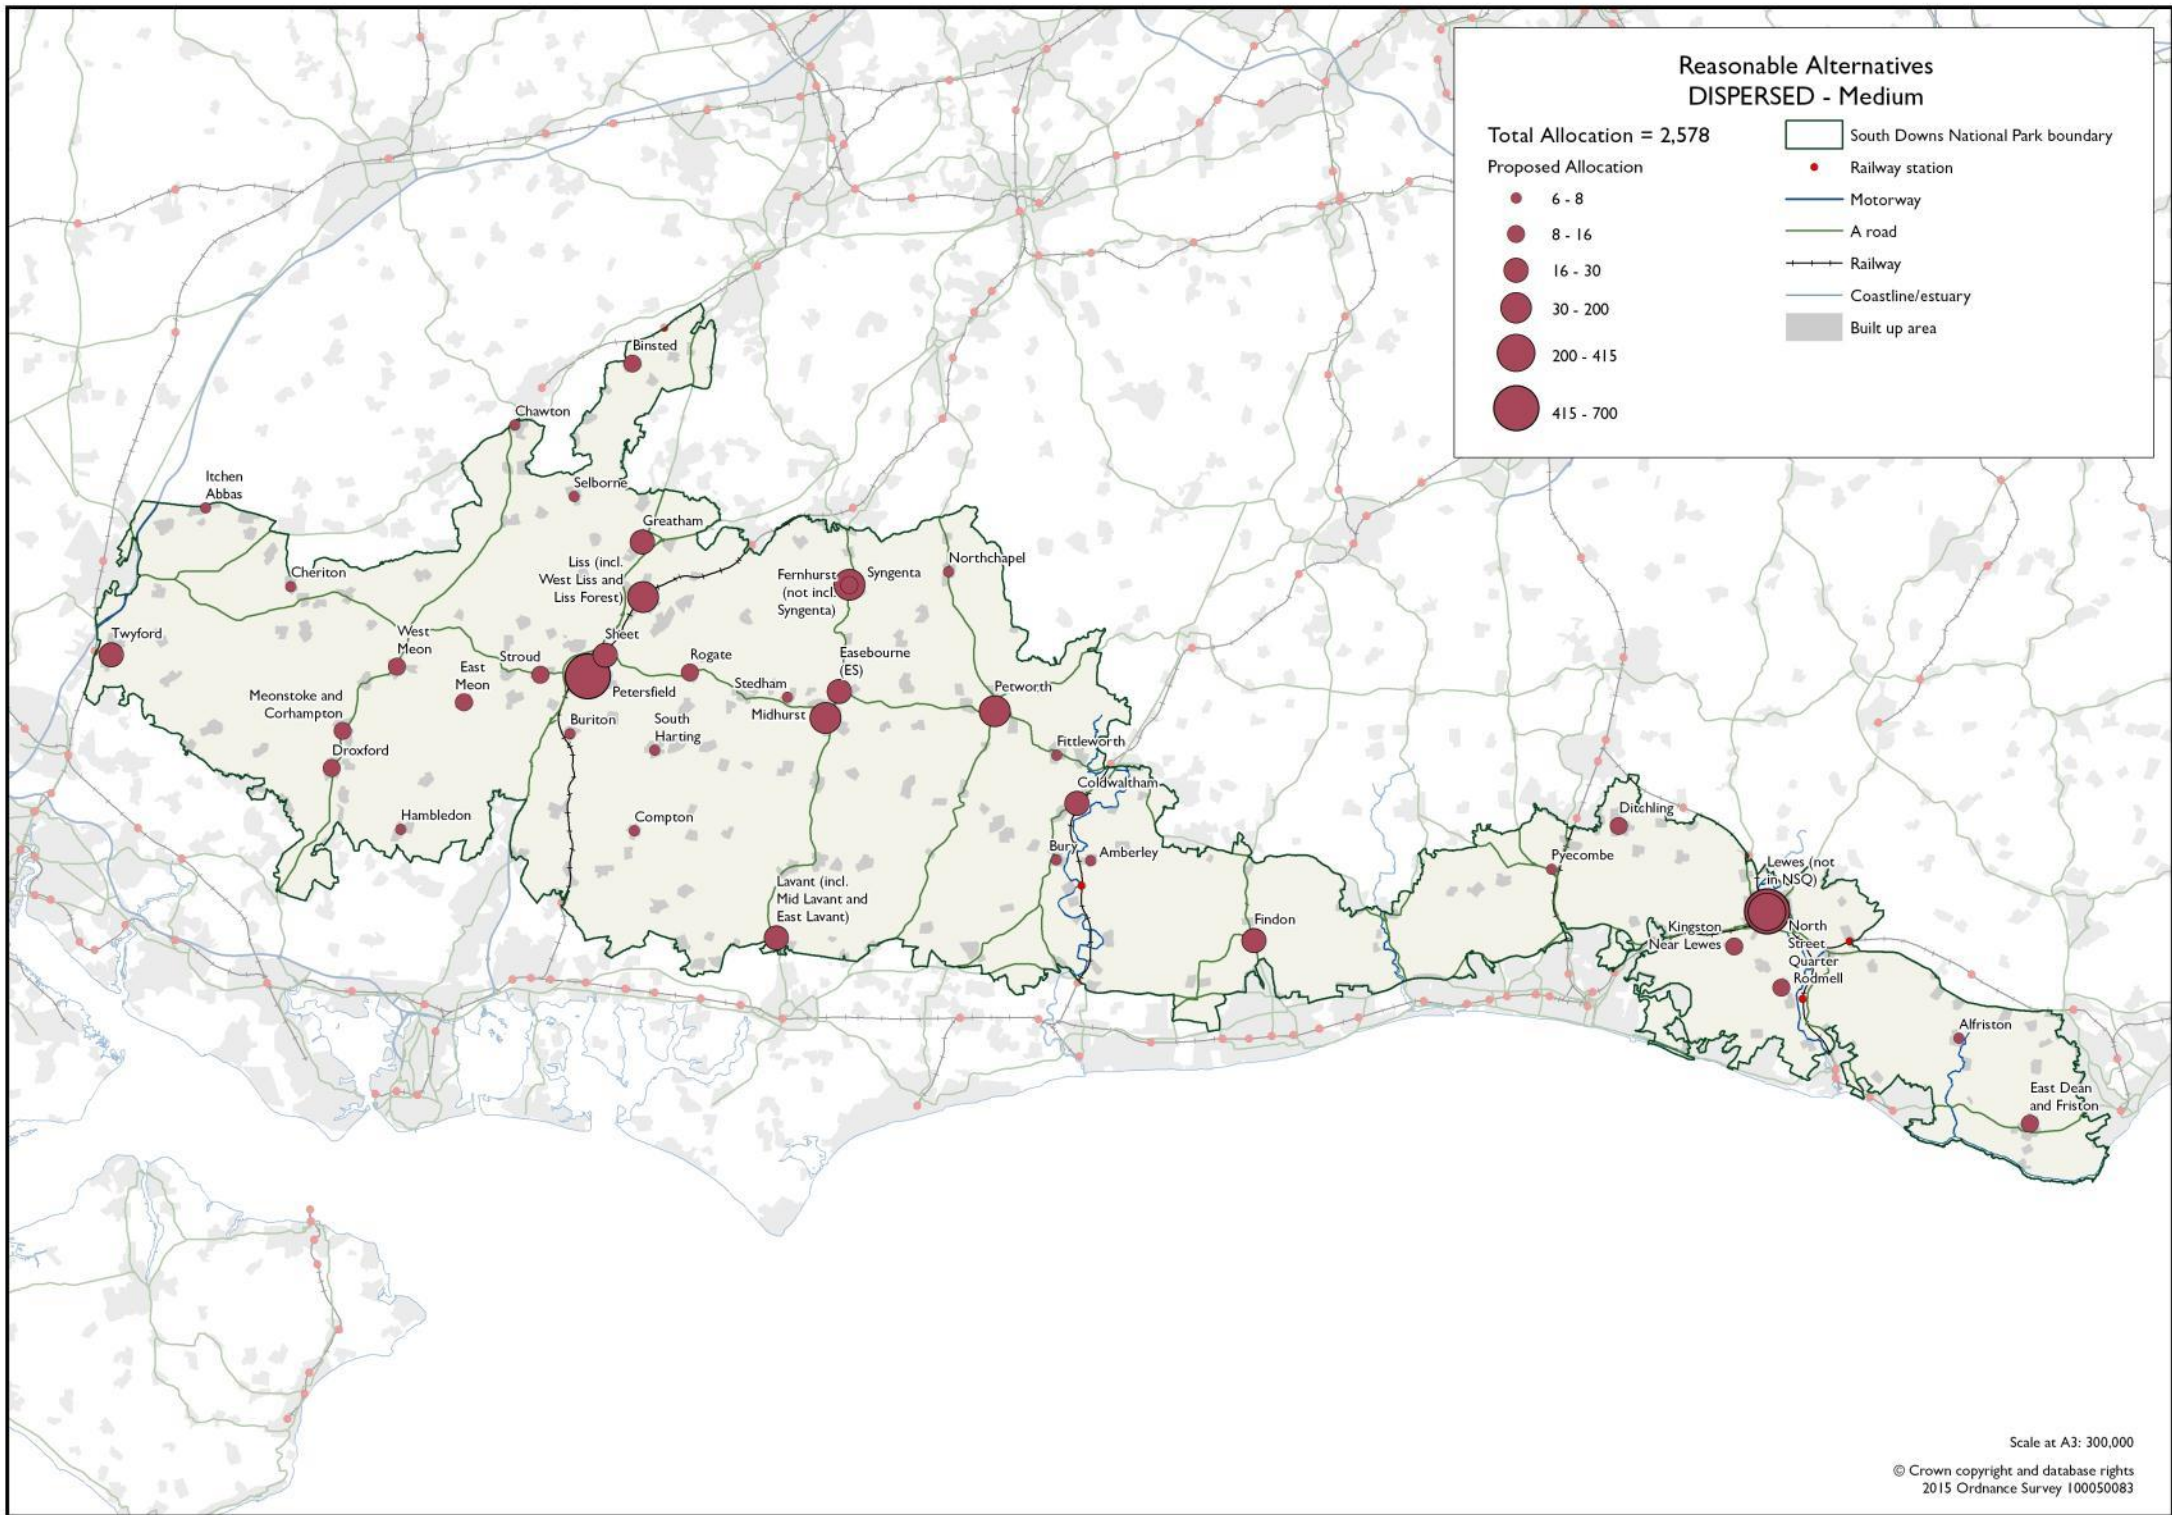 Reasonable Alternatives
DISPERSED - Medium
Total Allocation = 2,578
Proposed Allocation
6 - 8
8 - 16
16 - 30
30 - 200
200 - 415
415 - 700
South Downs National Park boundary
Railway station
Motorway
A road
Railway
Coastline/estuary
Built up area
Binsted
Chawton
Itchen
Abbas
Selborne
Greatham
Cheriton
Liss (incl.
West Liss and
Liss Forest)
Fernhurst
(not incl.
Syngenta)
Syngenta
Northchapel
Twyford
West
Meon
Sheet
Stroud
East
Meon
Rogate
Easebourne
(ES)
Stedham
Petersfield
Midhurst
Petworth
Meonstoke and
Corhampton
Buriton
South
Harting
Droxford
Fittleworth
Coldwaltham
Hambledon
Compton
Bury
Amberley
Ditchling
Pyecombe
Lewes (not
in NSQ)
Lavant (incl.
Mid Lavant and
East Lavant)
Findon
Kingston
Near Lewes
North
Street
Quarter
Rodmell
Alfriston
East Dean
and Friston
Scale at A3: 300,000
© Crown copyright and database rights
2015 Ordnance Survey 100050083